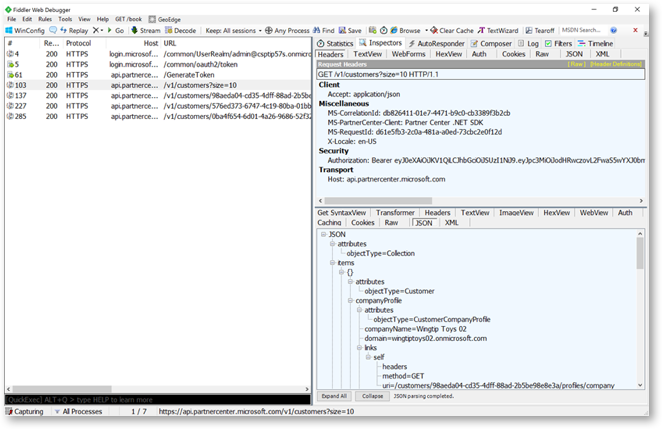 Fiddler Web Debugger
File Edit Rules Tools View Help GET /book GeoEdge
WinConfig Replay Go Stream Decode Keep: All sessions Any Process Find Save Browse Clear Cache TextWizard Tearoff MSDN Search...
# Re... Protocol Host URL
4 200 HTTPS login.microsoft... /common/UserRealm/admin@csptip57s.onmicro
5 200 HTTPS login.microsoft... /common/oauth2/token
61 200 HTTPS api.partnercente... /GenerateToken
103 200 HTTPS api.partnercente... /v1/customers?size=10
137 200 HTTPS api.partnercente... /v1/customers/98aeda04-cd35-4dff-88ad-2b5be
227 200 HTTPS api.partnercente... /v1/customers/576ed373-6747-4c19-80ba-01bb
285 200 HTTPS api.partnercente... /v1/customers/0ba4f654-6d01-4a26-9686-52f32
Statistics Inspectors AutoResponder Composer Log Filters Timeline
Headers TextView WebForms HexView Auth Cookies Raw JSON XML
Request Headers [Raw] [Header Definitions]
GET /v1/customers?size=10 HTTP/1.1
Client
Accept: application/json
Miscellaneous
MS-CorrelationId: db826411-01e7-4471-b9c0-cb3389f3b2cb
MS-PartnerCenter-Client: Partner Center .NET SDK
MS-RequestId: d61e5fb3-2c0a-481a-a0ed-73cbc2e0f12d
X-Locale: en-US
Security
Transport
Host: api.partnercenter.microsoft.com
Get SyntaxView Transformer Headers TextView ImageView HexView WebView Auth
Caching Cookies Raw JSON XML
JSON
attributes
objectType=Collection
items
{}
attributes
objectType=Customer
companyProfile
attributes
objectType=CustomerCompanyProfile
companyName=Wingtip Toys 02
domain=wingtiptoys02.onmicrosoft.com
links
self
headers
method=GET
uri=/customers/98aeda04-cd35-4dff-88ad-2b5be98e8e3a/profiles/company
Expand All Collapse JSON parsing completed.
[QuickExec] ALT+Q > type HELP to learn more
Capturing All Processes 1 / 7 https://api.partnercenter.microsoft.com/v1/customers?size=10